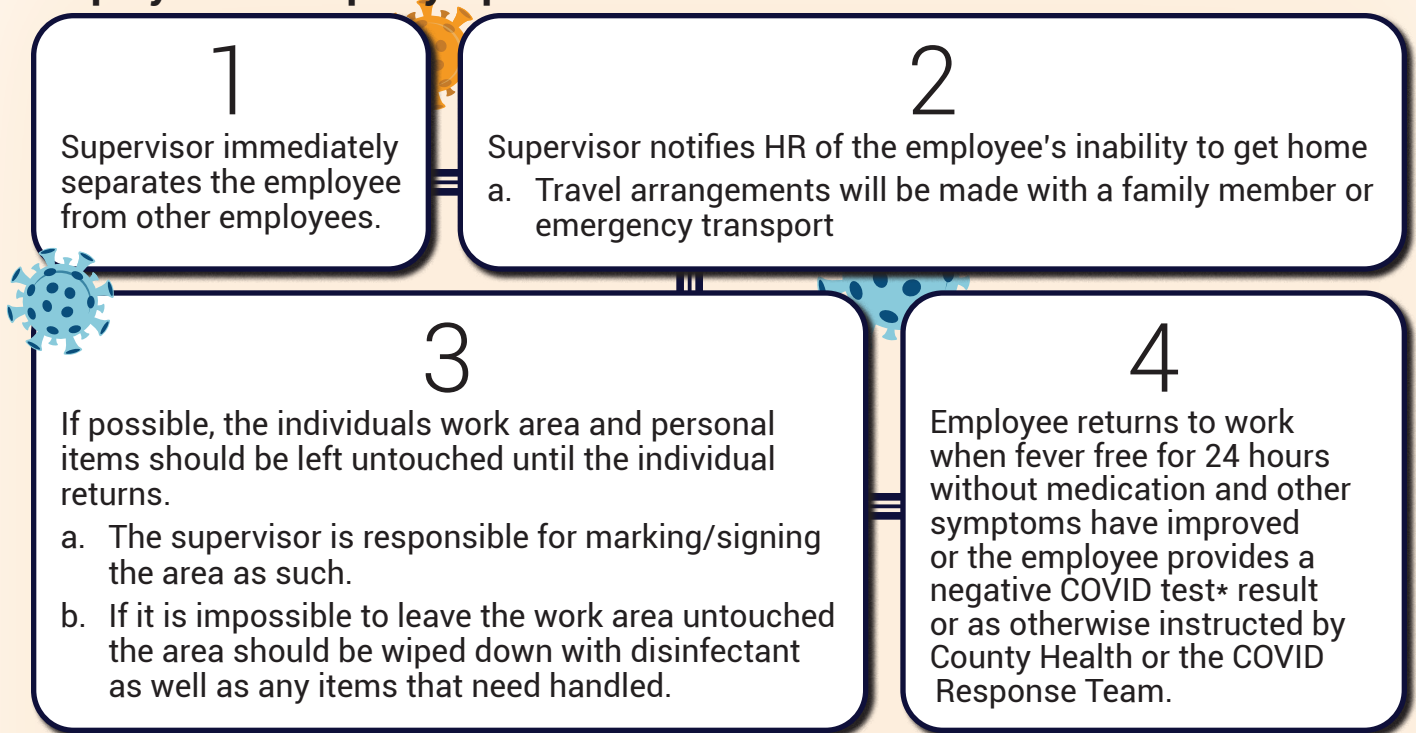 1
Supervisor immediately
separates the employee
from other employees.
2
Supervisor notifies HR of the employee's inability to get home
a. Travel arrangements will be made with a family member or
emergency transport
3
If possible, the individuals work area and personal
items should be left untouched until the individual
returns.
a. The supervisor is responsible for marking/signing
the area as such.
b. If it is impossible to leave the work area untouched
the area should be wiped down with disinfectant
as well as any items that need handled.
4
Employee returns to work
when fever free for 24 hours
without medication and other
symptoms have improved
or the employee provides a
negative COVID test* result
or as otherwise instructed by
County Health or the COVID
Response Team.